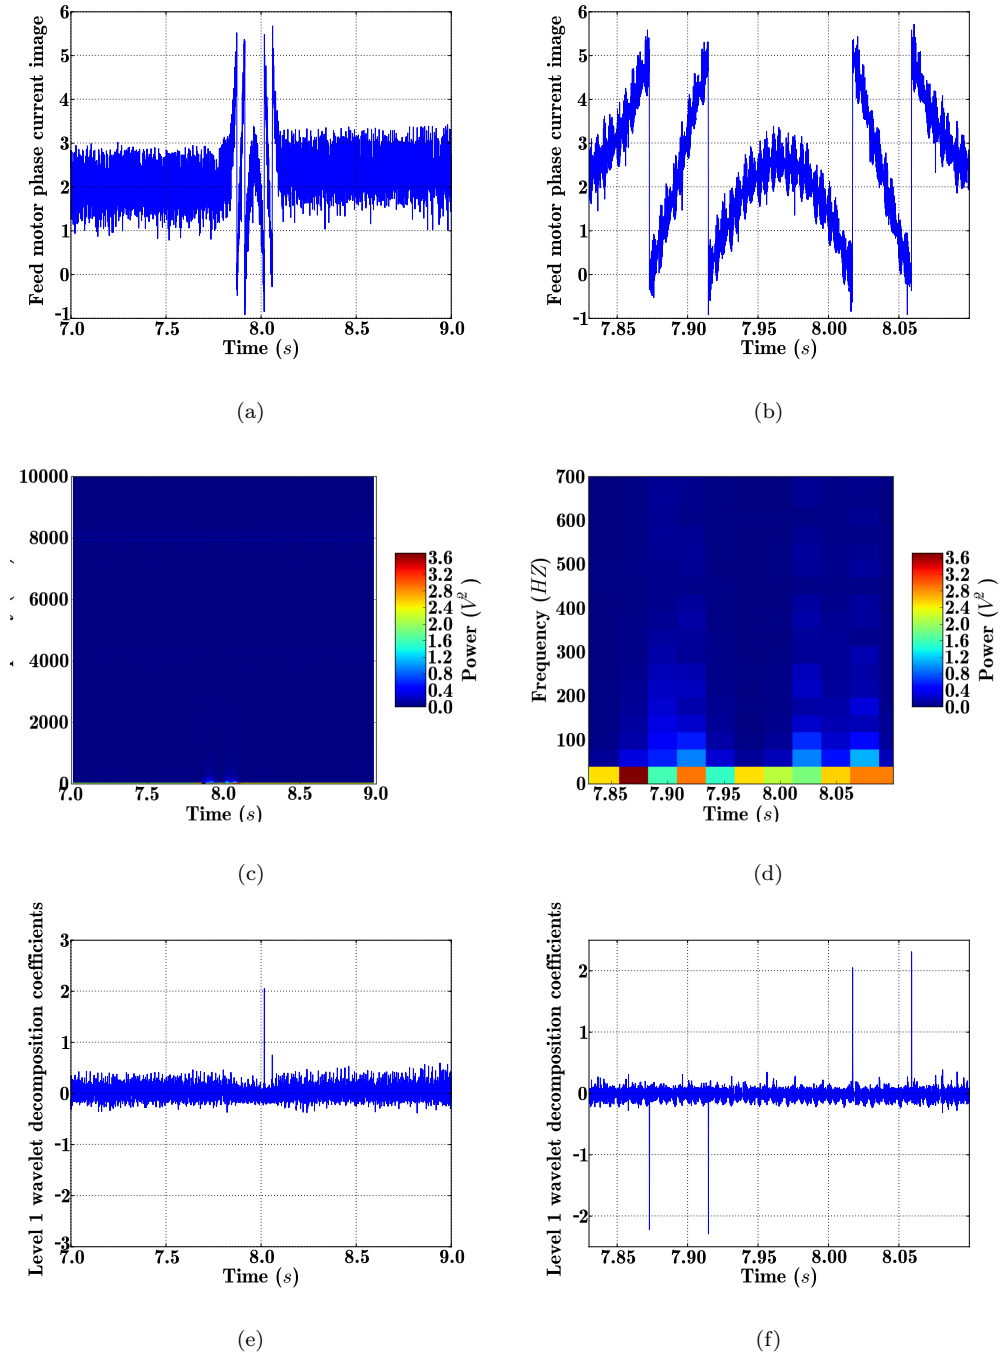 Feed motor phase current image
6
5
4
3
2
1
0
-1
7.0 7.5 8.0 8.5 9.0
Time (s)
(a)
Feed motor phase current image
6
5
4
3
2
1
0
-1
7.85 7.90 7.95 8.00 8.05
Time (s)
(b)
10000
8000
6000
4000
2000
0
7.0 7.5 8.0 8.5 9.0
Time (s)
3.6
3.2
2.8
2.4
2.0
1.6
1.2
0.8
0.4
0.0
Power (V²)
(c)
Frequency (HZ)
700
600
500
400
300
200
100
0
7.85 7.90 7.95 8.00 8.05
Time (s)
3.6
3.2
2.8
2.4
2.0
1.6
1.2
0.8
0.4
0.0
Power (V²)
(d)
Level 1 wavelet decomposition coefficients
3
2
1
0
-1
-2
-3
7.0 7.5 8.0 8.5 9.0
Time (s)
(e)
Level 1 wavelet decomposition coefficients
2
1
0
-1
-2
7.85 7.90 7.95 8.00 8.05
Time (s)
(f)